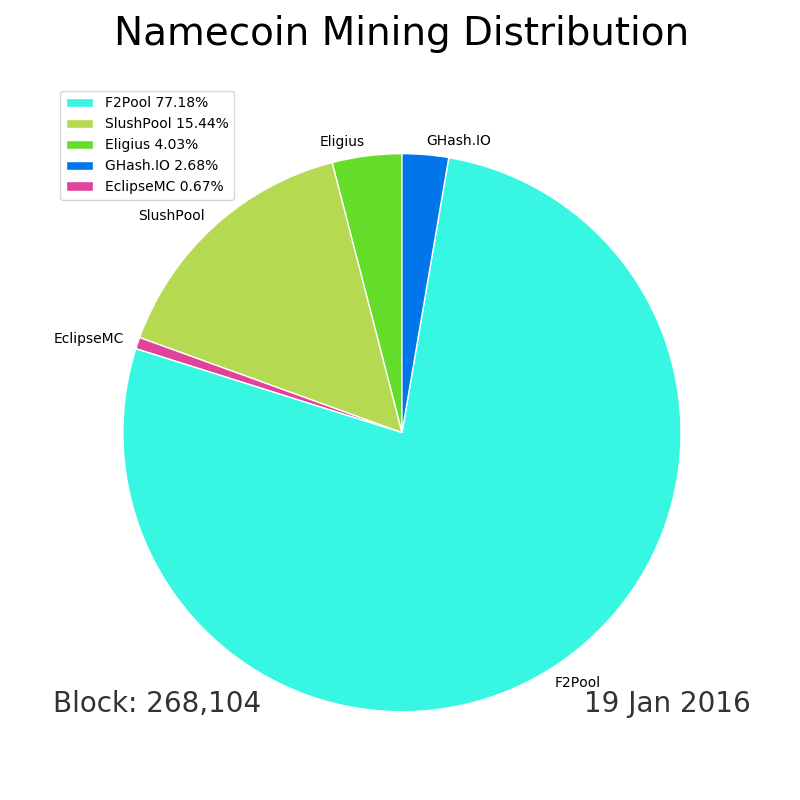 Namecoin Mining Distribution
F2Pool 77.18%
SlushPool 15.44%
Eligius 4.03%
GHash.IO 2.68%
EclipseMC 0.67%
Eligius
GHash.IO
SlushPool
EclipseMC
F2Pool
Block: 268,104
19 Jan 2016